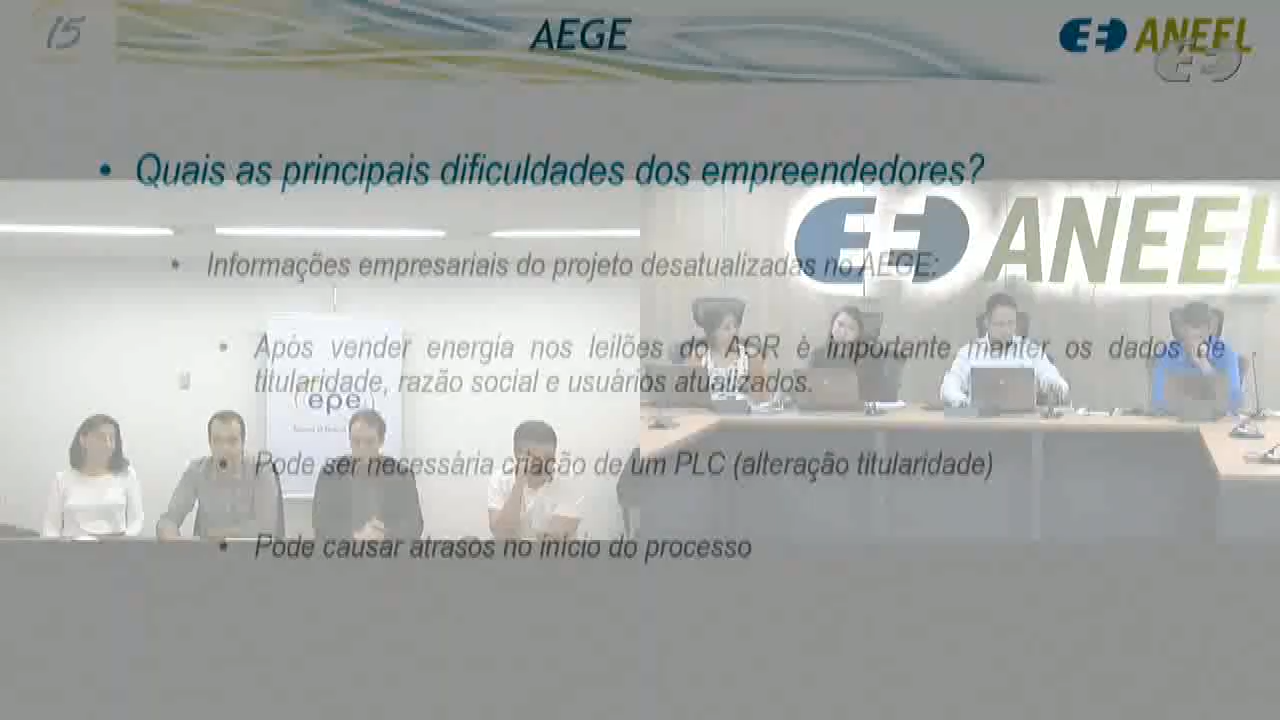 15
AEGE
ANEEL
• Quais as principais dificuldades dos empreendedores?
ANEEL
• Informações empresariais do projeto desatualizadas no AEGE:
• Após vender energia nos leilões do ACR é importante manter os dados de
titularidade, razão social e usuários atualizados.
epe
• Pode ser necessária criação de um PLC (alteração titularidade)
• Pode causar atrasos no início do processo